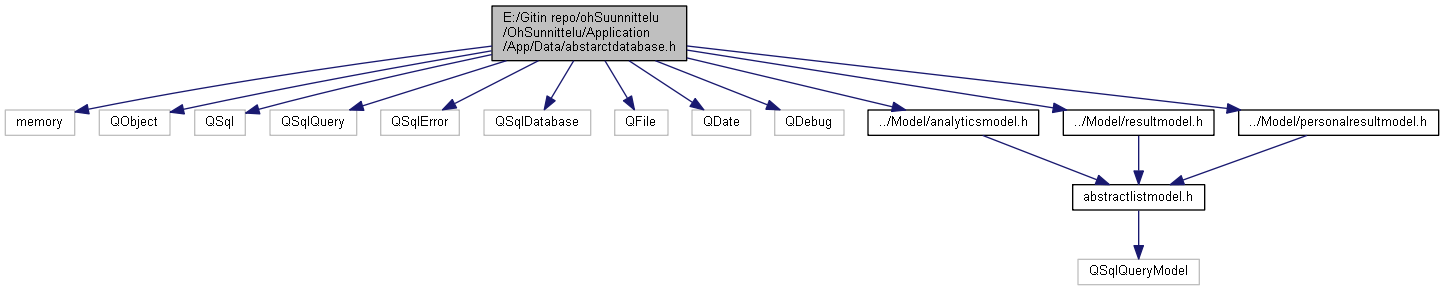 E:/Gitin repo/ohSuunnittelu
/OhSunnittelu/Application
/App/Data/abstarctdatabase.h
memory
QObject
QSql
QSqlQuery
QSqlError
QSqlDatabase
QFile
QDate
QDebug
../Model/analyticsmodel.h
../Model/resultmodel.h
../Model/personalresultmodel.h
abstractlistmodel.h
QSqlQueryModel